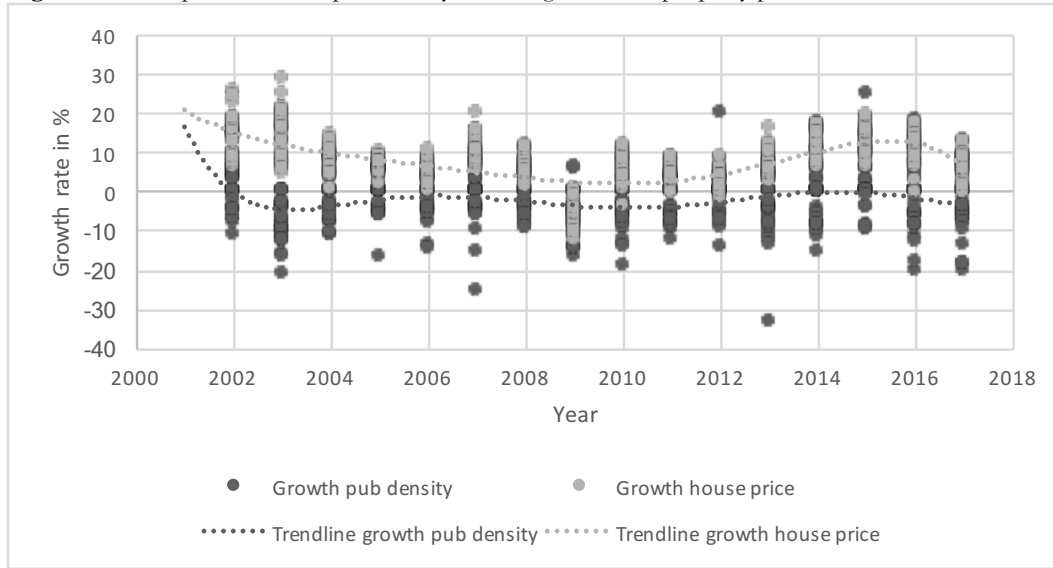 40
30
20
10
0
-10
-20
-30
-40
Growth rate in %
2000 2002 2004 2006 2008 2010 2012 2014 2016 2018
Year
Growth pub density Growth house price
Trendline growth pub density Trendline growth house price